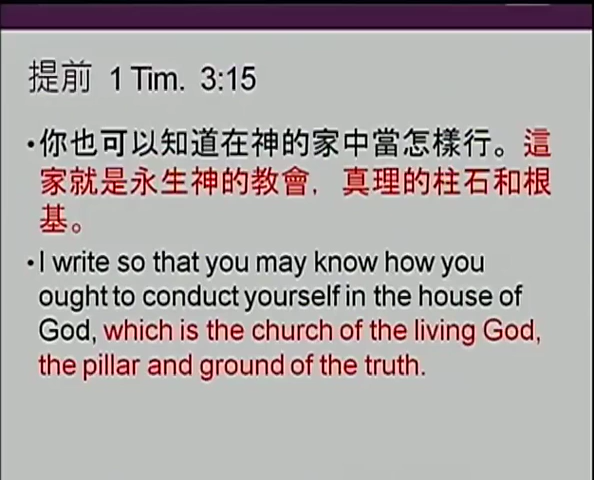 提前 1 Tim. 3:15
•你也可以知道在神的家中當怎樣行。這
家就是永生神的教會，真理的柱石和根
基。
•I write so that you may know how you
ought to conduct yourself in the house of
God, which is the church of the living God,
the pillar and ground of the truth.